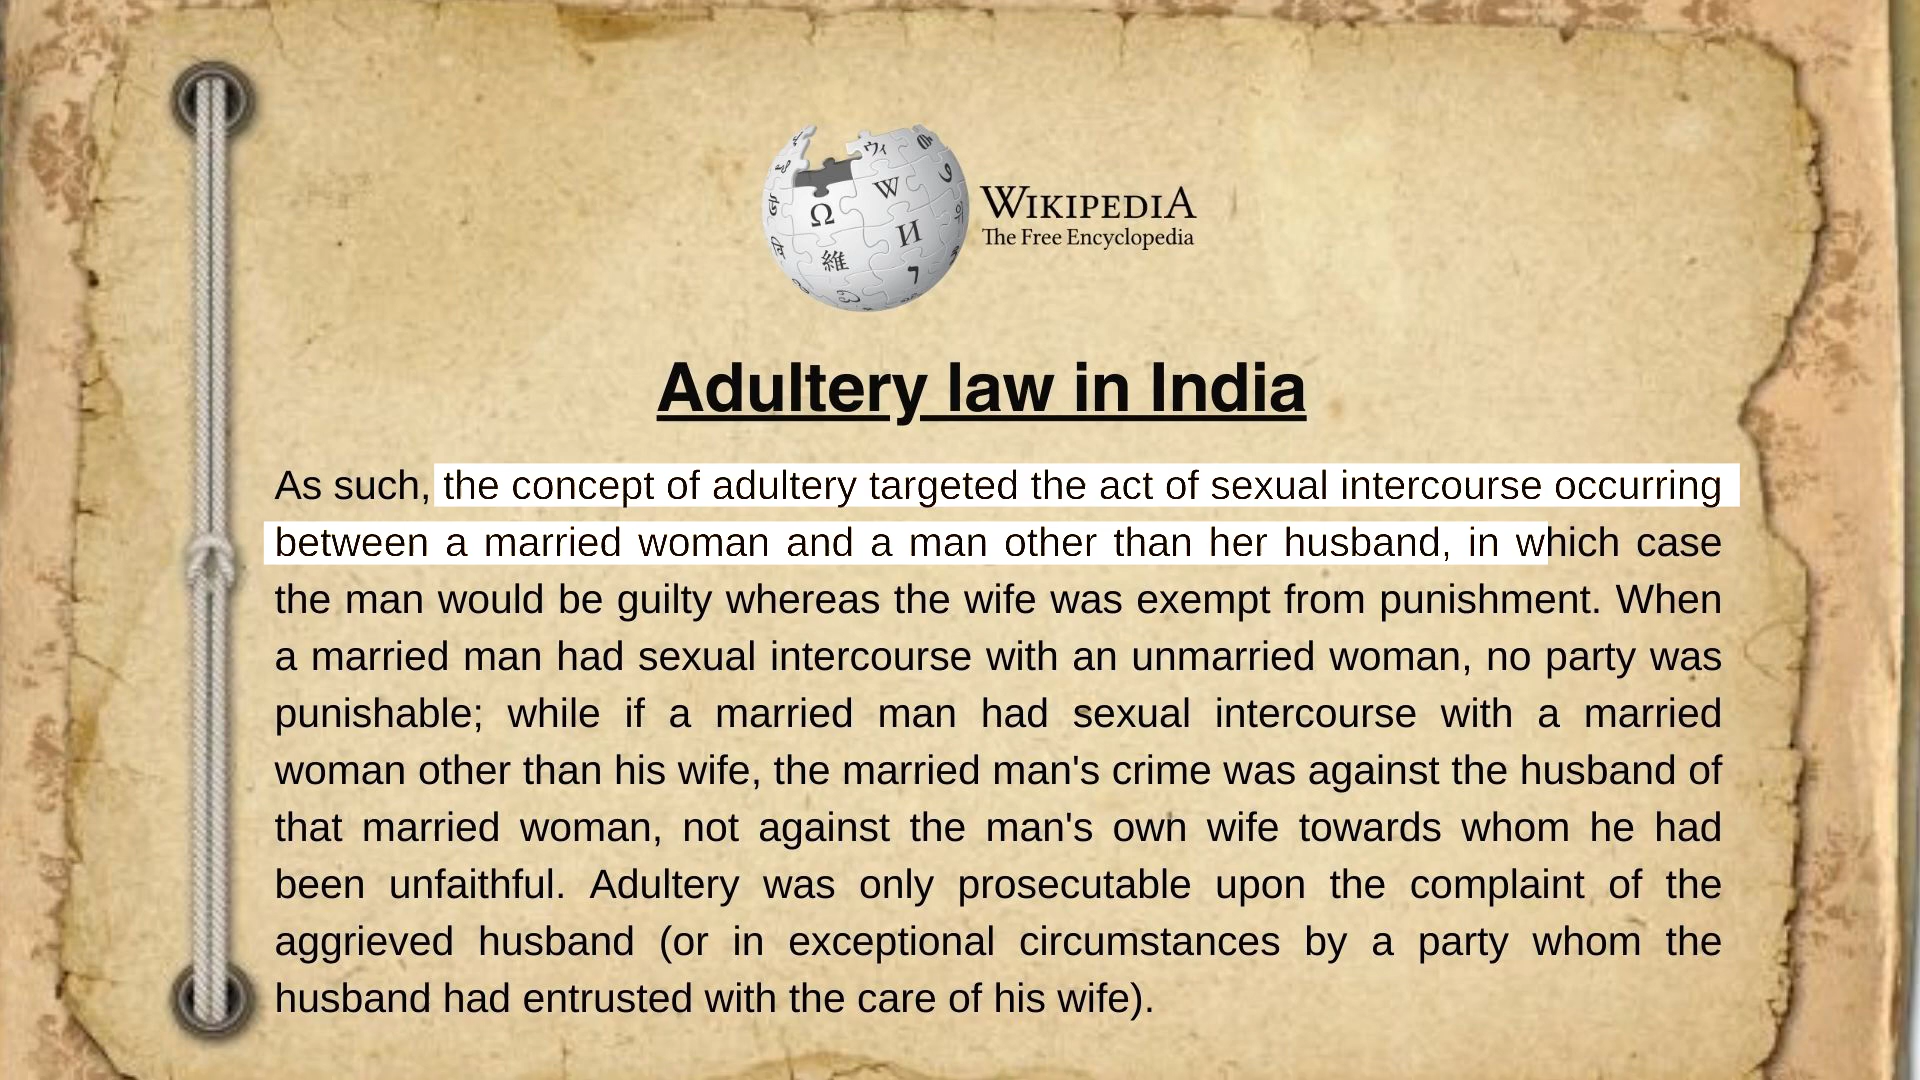 WIKIPEDIA
The Free Encyclopedia
Adultery law in India
As such, the concept of adultery targeted the act of sexual intercourse occurring
between a married woman and a man other than her husband, in which case
the man would be guilty whereas the wife was exempt from punishment. When
a married man had sexual intercourse with an unmarried woman, no party was
punishable; while if a married man had sexual intercourse with a married
woman other than his wife, the married man's crime was against the husband of
that married woman, not against the man's own wife towards whom he had
been unfaithful. Adultery was only prosecutable upon the complaint of the
aggrieved husband (or in exceptional circumstances by a party whom the
husband had entrusted with the care of his wife).